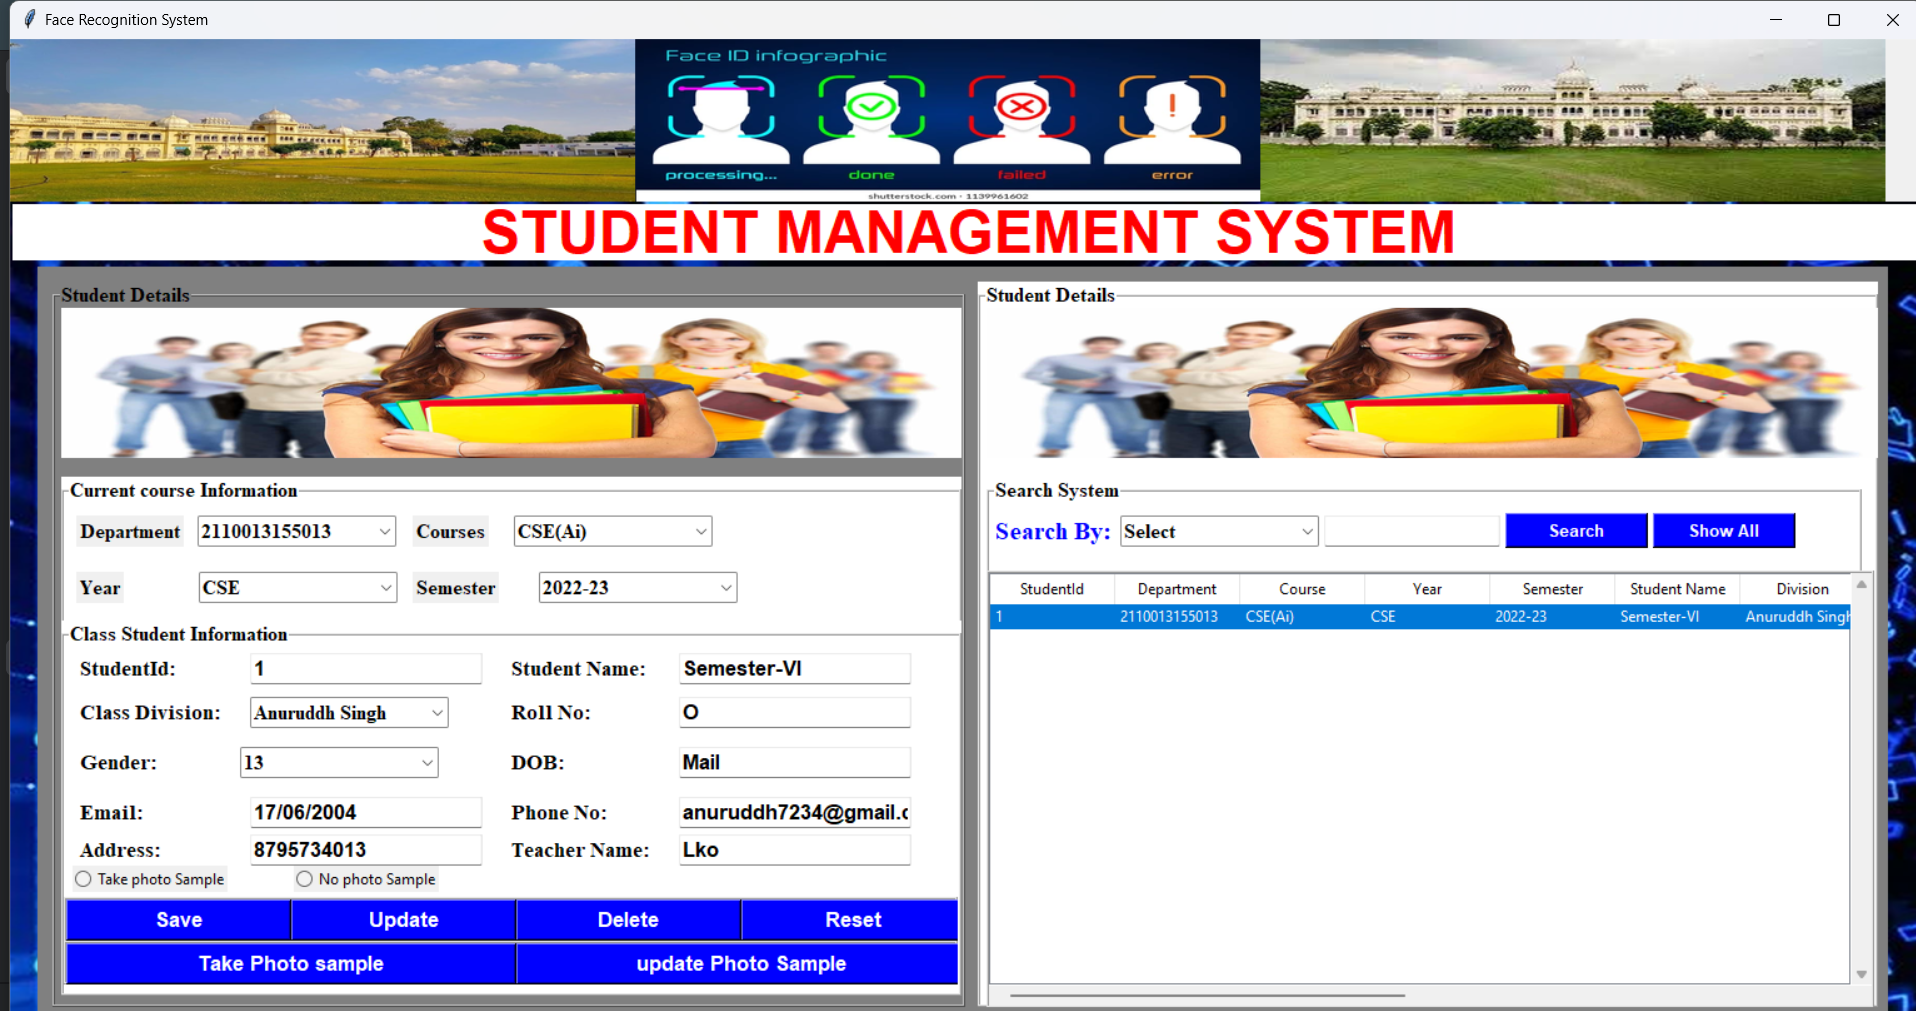 Face Recognition System
Face ID infographic
processing... done failed error
shutterstock.com · 1139961602
STUDENT MANAGEMENT SYSTEM
Student Details
Current course Information
Department 2110013155013 Courses CSE(Ai)
Year CSE Semester 2022-23
Class Student Information
StudentId: 1 Student Name: Semester-VI
Class Division: Anuruddh Singh Roll No: O
Gender: 13 DOB: Mail
Email: 17/06/2004 Phone No: anuruddh7234@gmail.c
Address: 8795734013 Teacher Name: Lko
Take photo Sample No photo Sample
Save Update Delete Reset
Take Photo sample update Photo Sample
Student Details
Search System
Search By: Select Search Show All
StudentId Department Course Year Semester Student Name Division
1 2110013155013 CSE(Ai) CSE 2022-23 Semester-VI Anuruddh Singh